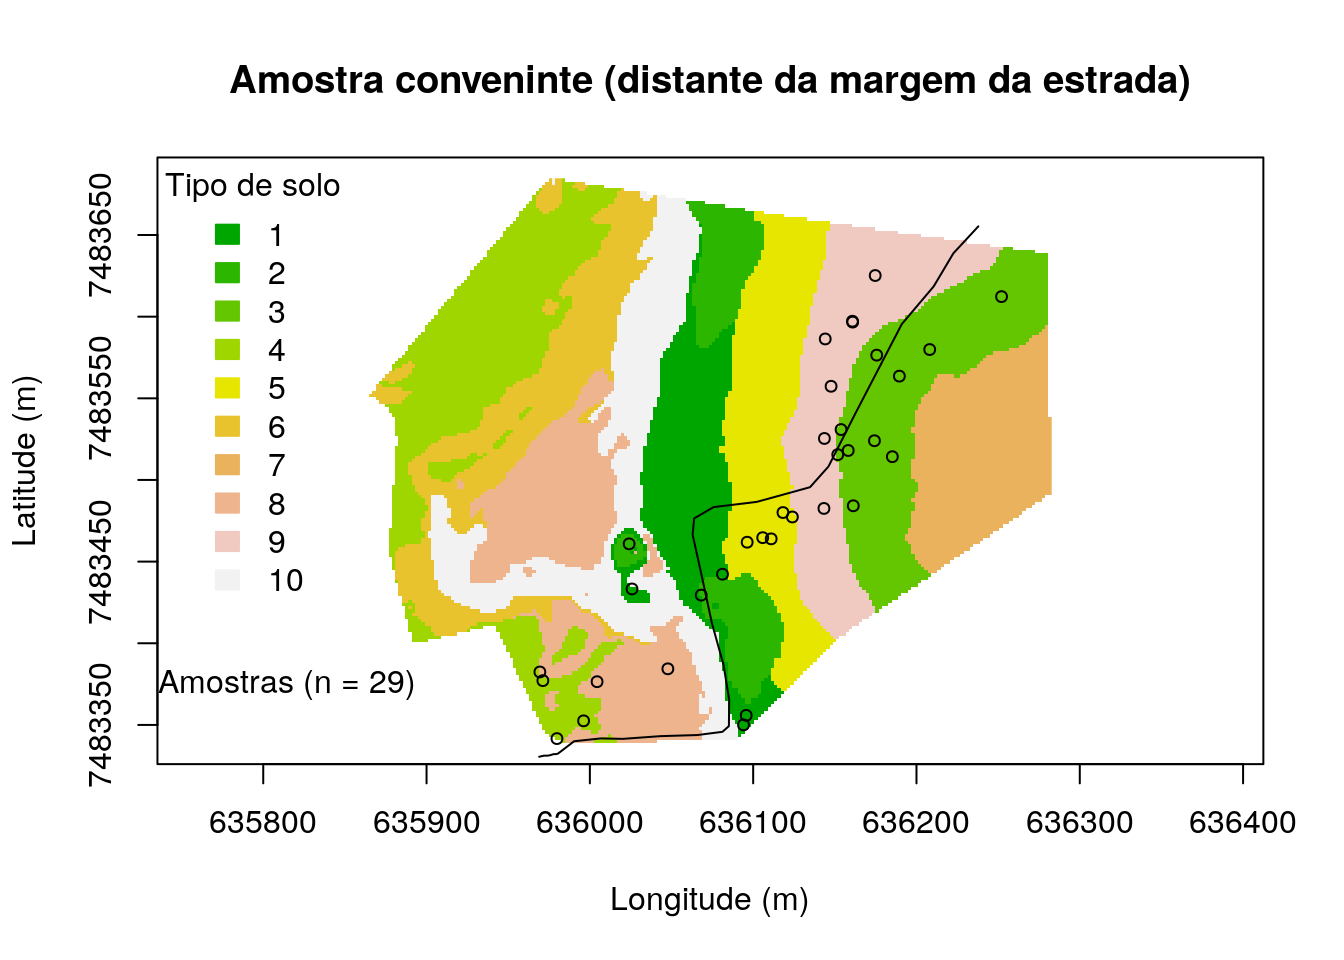 Amostra conveninte (distante da margem da estrada)
Tipo de solo
1
2
3
4
5
6
7
8
9
10
Amostras (n = 29)
Latitude (m)
7483650
7483550
7483450
7483350
635800 635900 636000 636100 636200 636300 636400
Longitude (m)